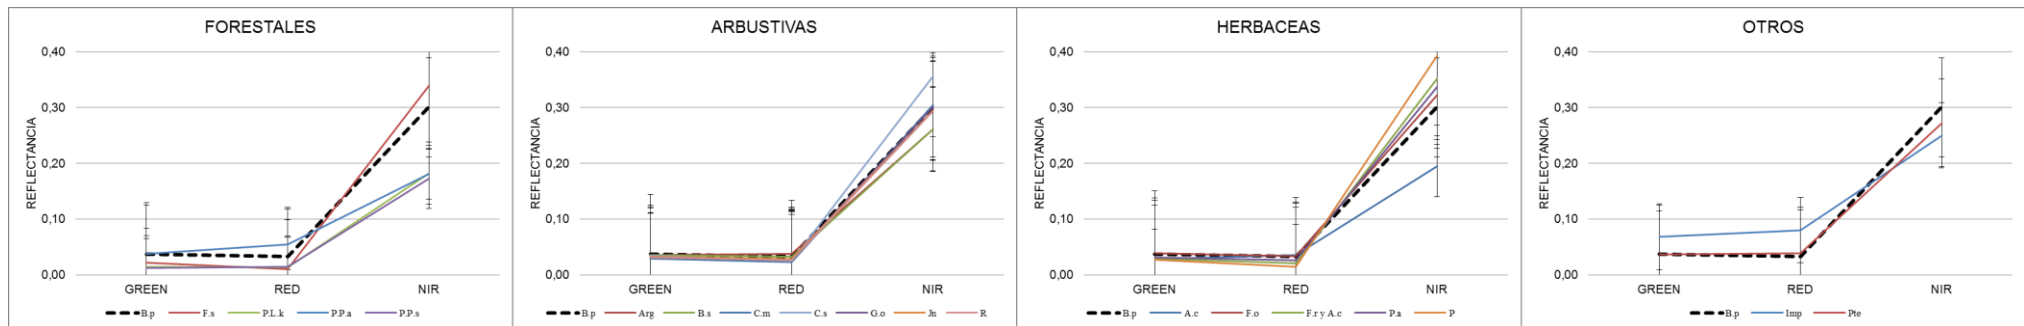 FORESTALES
0,40
0,30
0,20
0,10
0,00
REFLECTANCIA
GREEN RED NIR
B.p F.s P.L.k P.P.a P.P.s
ARBUSTIVAS
0,40
0,30
0,20
0,10
0,00
REFLECTANCIA
GREEN RED NIR
B.p Arg B.s C.m C.s G.o Jn R
HERBACEAS
0,40
0,30
0,20
0,10
0,00
REFLECTANCIA
GREEN RED NIR
B.p A.c F.o F.r y A.c P.a P
OTROS
0,40
0,30
0,20
0,10
0,00
REFLECTANCIA
GREEN RED NIR
B.p Imp Pte